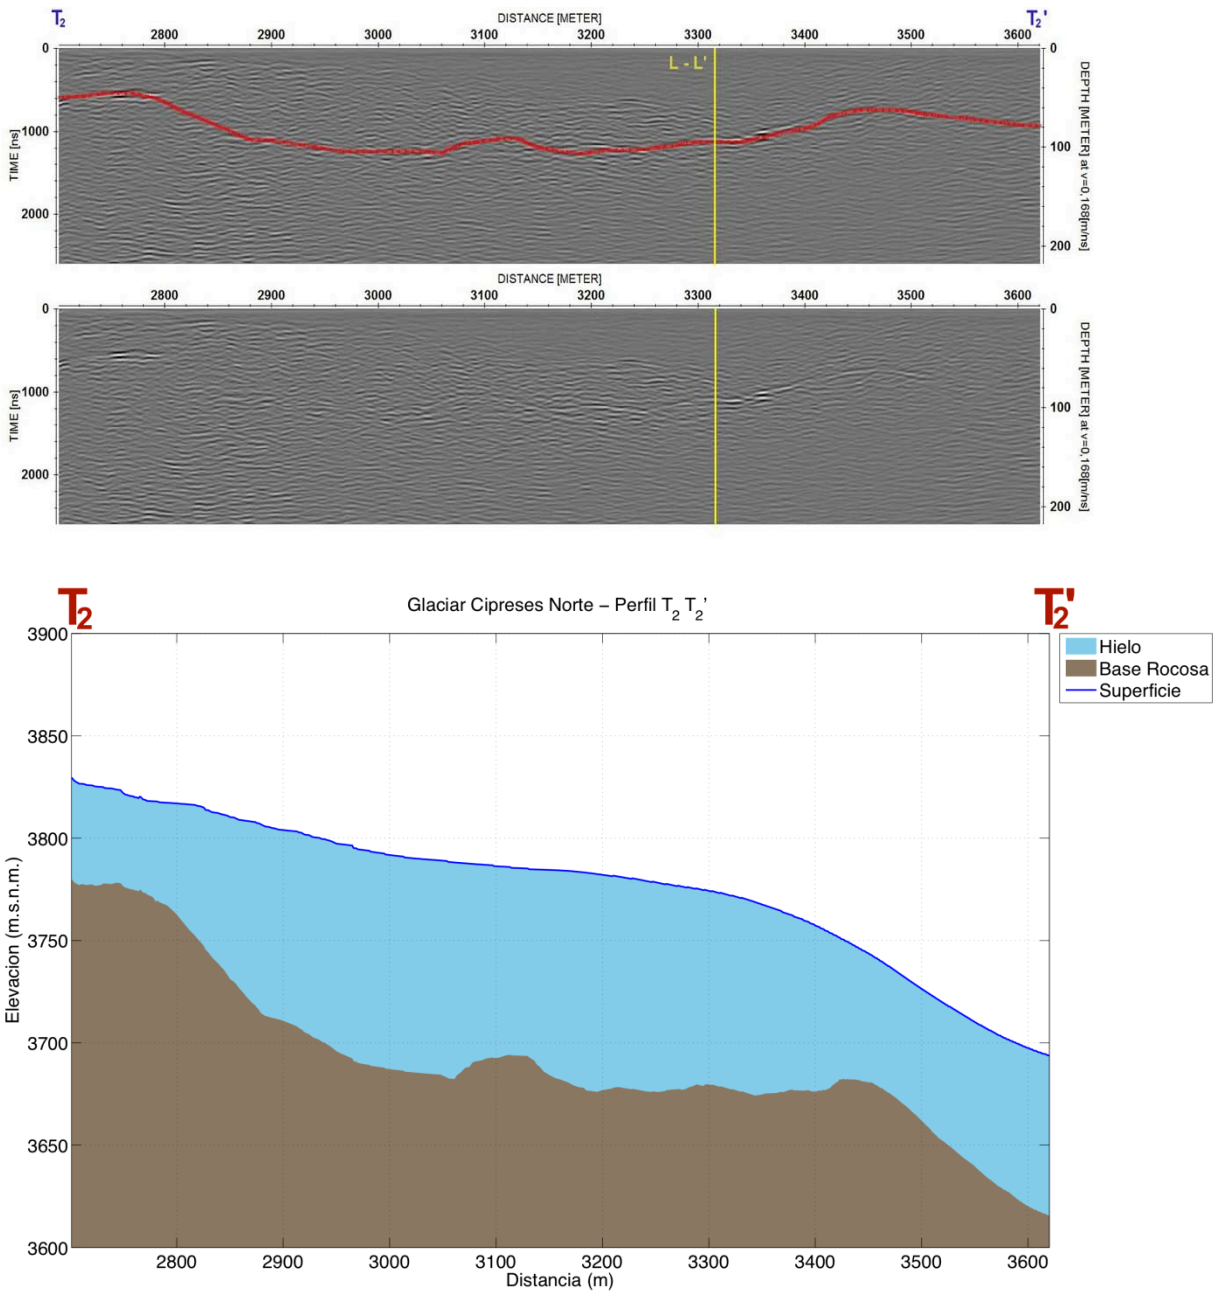 T2 DISTANCE [METER] T2'
2800 2900 3000 3100 3200 3300 3400 3500 3600
0 0
L - L'
1000 100
2000 200
TIME [ns]
DEPTH [METER] at v=0,168[m/ns]
DISTANCE [METER]
2800 2900 3000 3100 3200 3300 3400 3500 3600
0 0
1000 100
2000 200
TIME [ns]
DEPTH [METER] at v=0,168[m/ns]
T2 T2'
Glaciar Cipreses Norte – Perfil T2 T2’
3900
3850
3800
3750
3700
3650
3600
Elevacion (m.s.n.m.)
Hielo
Base Rocosa
Superficie
2800 2900 3000 3100 3200 3300 3400 3500 3600
Distancia (m)